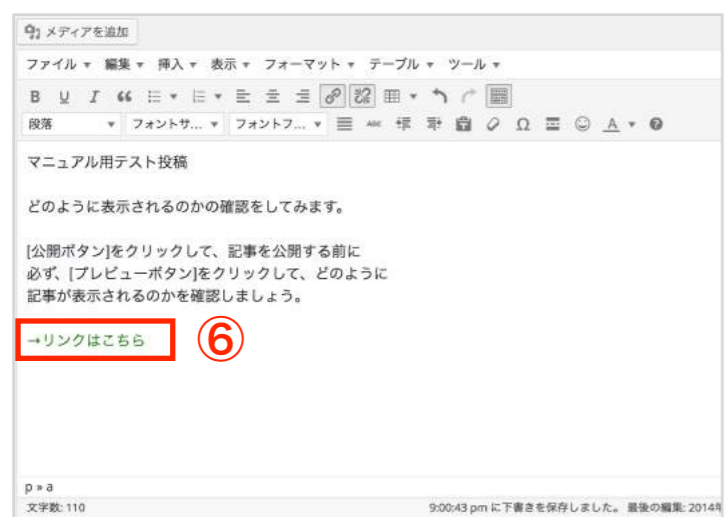 メディアを追加
ファイル 編集 挿入 表示 フォーマット テーブル ツール
B U I “ ABC Ω A
段落 フォントサ... フォントフ...
マニュアル用テスト投稿
どのように表示されるのかの確認をしてみます。
[公開ボタン]をクリックして、記事を公開する前に
必ず、[プレビューボタン]をクリックして、どのように
記事が表示されるのかを確認しましょう。
→リンクはこちら ⑥
p » a
文字数: 110 9:00:43 pm に下書きを保存しました。 最後の編集: 2014年